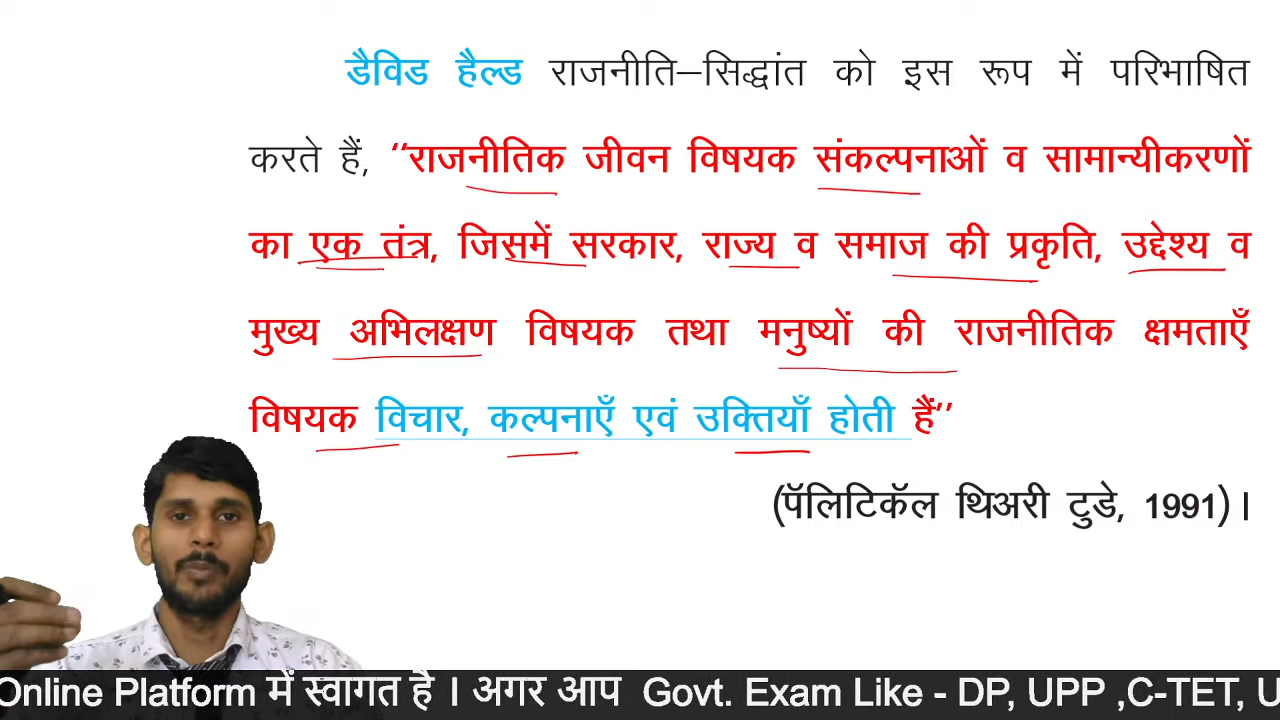 डैविड हैल्ड राजनीति–सिद्धांत को इस रूप में परिभाषित
करते हैं, ‘‘राजनीतिक जीवन विषयक संकल्पनाओं व सामान्यीकरणों
का एक तंत्र, जिसमें सरकार, राज्य व समाज की प्रकृति, उद्देश्य व
मुख्य अभिलक्षण विषयक तथा मनुष्यों की राजनीतिक क्षमताएँ
विषयक विचार, कल्पनाएँ एवं उक्तियाँ होती हैं’’
(पॉलिटिकॅल थिअरी टुडे, 1991)।
Online Platform में स्वागत है । अगर आप Govt. Exam Like - DP, UPP ,C-TET, U